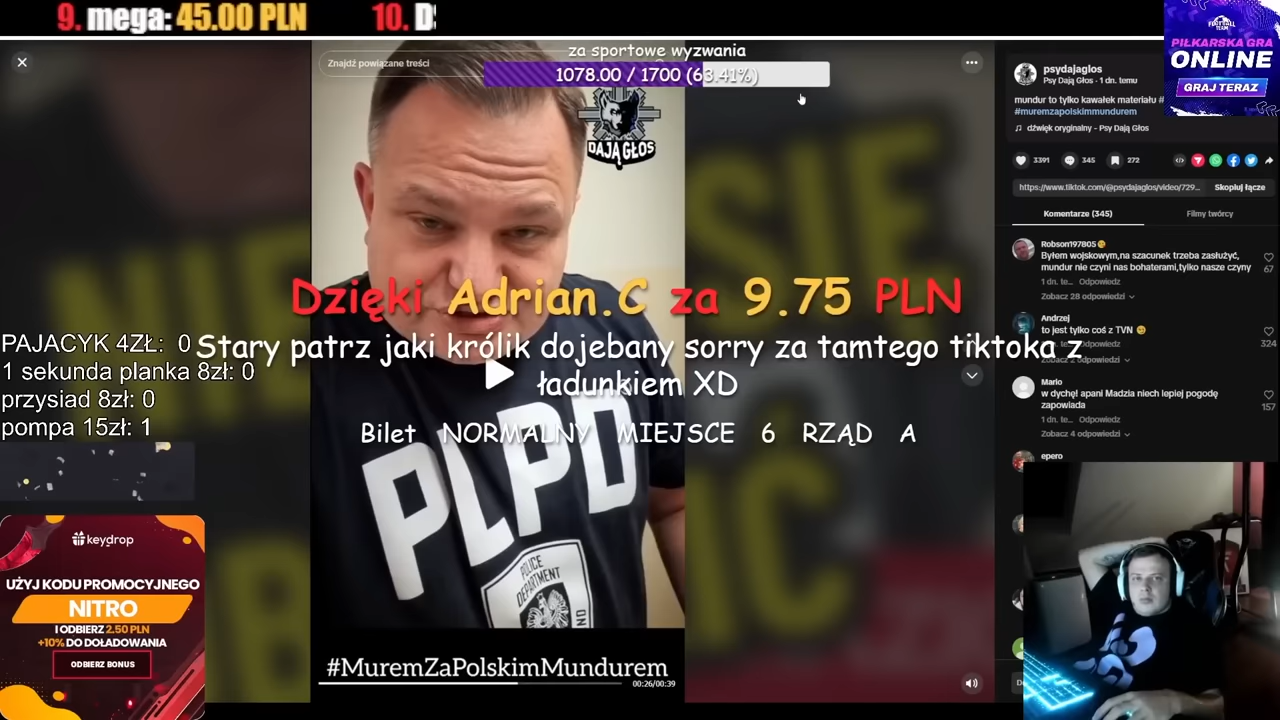 9. mega: 45.00 PLN 10. D
za sportowe wyzwania
1078.00 / 1700 (63.41%)
Znajdź powiązane treści
DAJĄ GŁOS
Dzięki Adrian.C za 9.75 PLN
Stary patrz jaki królik dojebany sorry za tamtego tiktoka z
ładunkiem XD
Bilet NORMALNY MIEJSCE 6 RZĄD A
PAJACYK 4ZŁ: 0
1 sekunda planka 8zł: 0
przysiad 8zł: 0
pompa 15zł: 1
keydrop
UŻYJ KODU PROMOCYJNEGO
NITRO
I ODBIERZ 2.50 PLN
+10% DO DOŁADOWANIA
ODBIERZ BONUS
PLPD
POLICE
DEPARTMENT
#MuremZaPolskimMundurem
00:26/00:39
FOOTBALL
TEAM
PIŁKARSKA GRA
ONLINE
GRAJ TERAZ
psydajaglos
Psy Dają Głos · 1 dn. temu
mundur to tylko kawałek materiału #
#muremzapolskimmundurem
dźwięk oryginalny - Psy Dają Głos
3391 345 272
https://www.tiktok.com/@psydajaglos/video/729... Skopiuj łącze
Komentarze (345) Filmy twórcy
Robson197805
Byłem wojskowym,na szacunek trzeba zasłużyć,
mundur nie czyni nas bohaterami,tylko nasze czyny
67
1 dn. te... Odpowiedz
Zobacz 28 odpowiedzi
Andrzej
to jest tylko coś z TVN
324
Odpowiedz
Zobacz 2 odpowiedzi
Mario
w dychę! apani Madzia niech lepiej pogodę
zapowiada
157
1 dn. te... Odpowiedz
Zobacz 4 odpowiedzi
epero